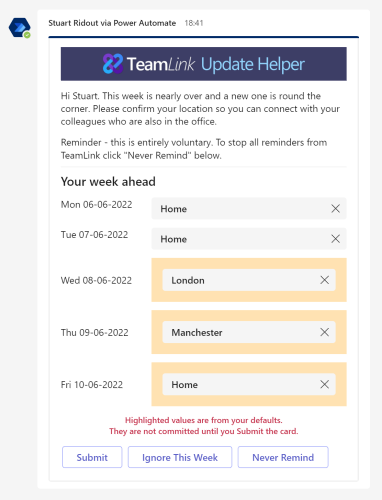 Stuart Ridout via Power Automate 18:41
TeamLink Update Helper
Hi Stuart. This week is nearly over and a new one is round the
corner. Please confirm your location so you can connect with your
colleagues who are also in the office.
Reminder - this is entirely voluntary. To stop all reminders from
TeamLink click "Never Remind" below.
Your week ahead
Mon 06-06-2022 Home
Tue 07-06-2022 Home
Wed 08-06-2022 London
Thu 09-06-2022 Manchester
Fri 10-06-2022 Home
Highlighted values are from your defaults.
They are not committed until you Submit the card.
Submit Ignore This Week Never Remind